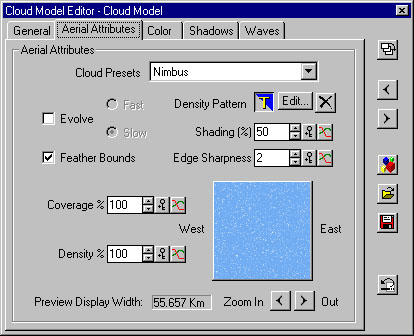 Cloud Model Editor - Cloud Model
General Aerial Attributes Color Shadows Waves
Aerial Attributes
Cloud Presets Nimbus
Fast Density Pattern T Edit...
Evolve
Slow Shading (%) 50
Feather Bounds Edge Sharpness 2
Coverage % 100
West East
Density % 100
Preview Display Width: 55.657 Km Zoom In Out